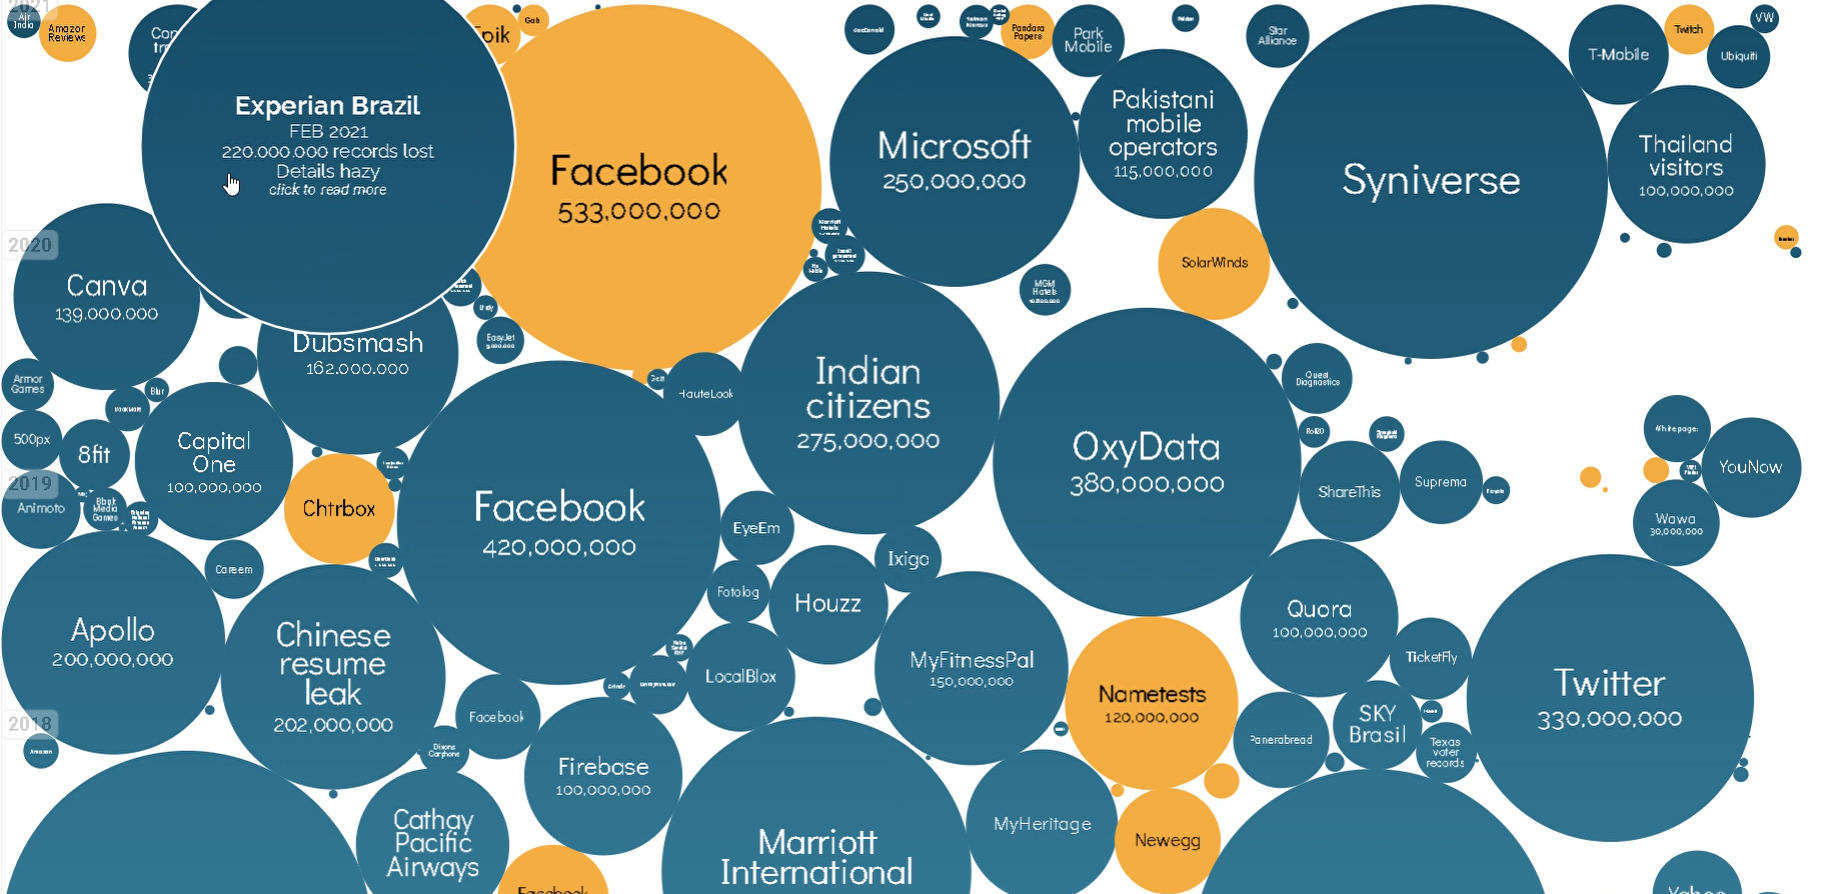 2021
Air
India
Amazon
Reviews
Experian Brazil
FEB 2021
220.000.000 records lost
Details hazy
click to read more
Gab
Facebook
533,000,000
Microsoft
250,000,000
Pandora
Papers
Park
Mobile
Pakistani
mobile
operators
115,000,000
Star
Alliance
Syniverse
T-Mobile
Twitch
VW
Ubiquiti
Thailand
visitors
100,000,000
2020
Canva
139.000.000
SolarWinds
MGM
Hotels
EasyJet
Dubsmash
162.000.000
HauteLook
Indian
citizens
275,000,000
OxyData
380,000,000
Quest
Diagnostics
Armor
Games
Blur
500px
8fit
Capital
One
100,000,000
Roll20
ShareThis
Suprema
YouNow
2019
Animoto
Black
Media
Games
Chtrbox
Facebook
420,000,000
EyeEm
Ixigo
Wawa
30,000,000
Careem
Fotolog
Houzz
Quora
100,000,000
Apollo
200,000,000
Chinese
resume
leak
202,000,000
LocalBlox
MyFitnessPal
150,000,000
Nametests
120,000,000
TicketFly
Twitter
330,000,000
2018
Facebook
Dixons
Carphone
Firebase
100,000,000
Panerabread
SKY
Brasil
Texas
voter
records
Cathay
Pacific
Airways
Marriott
International
MyHeritage
Newegg
Facebook
Yahoo